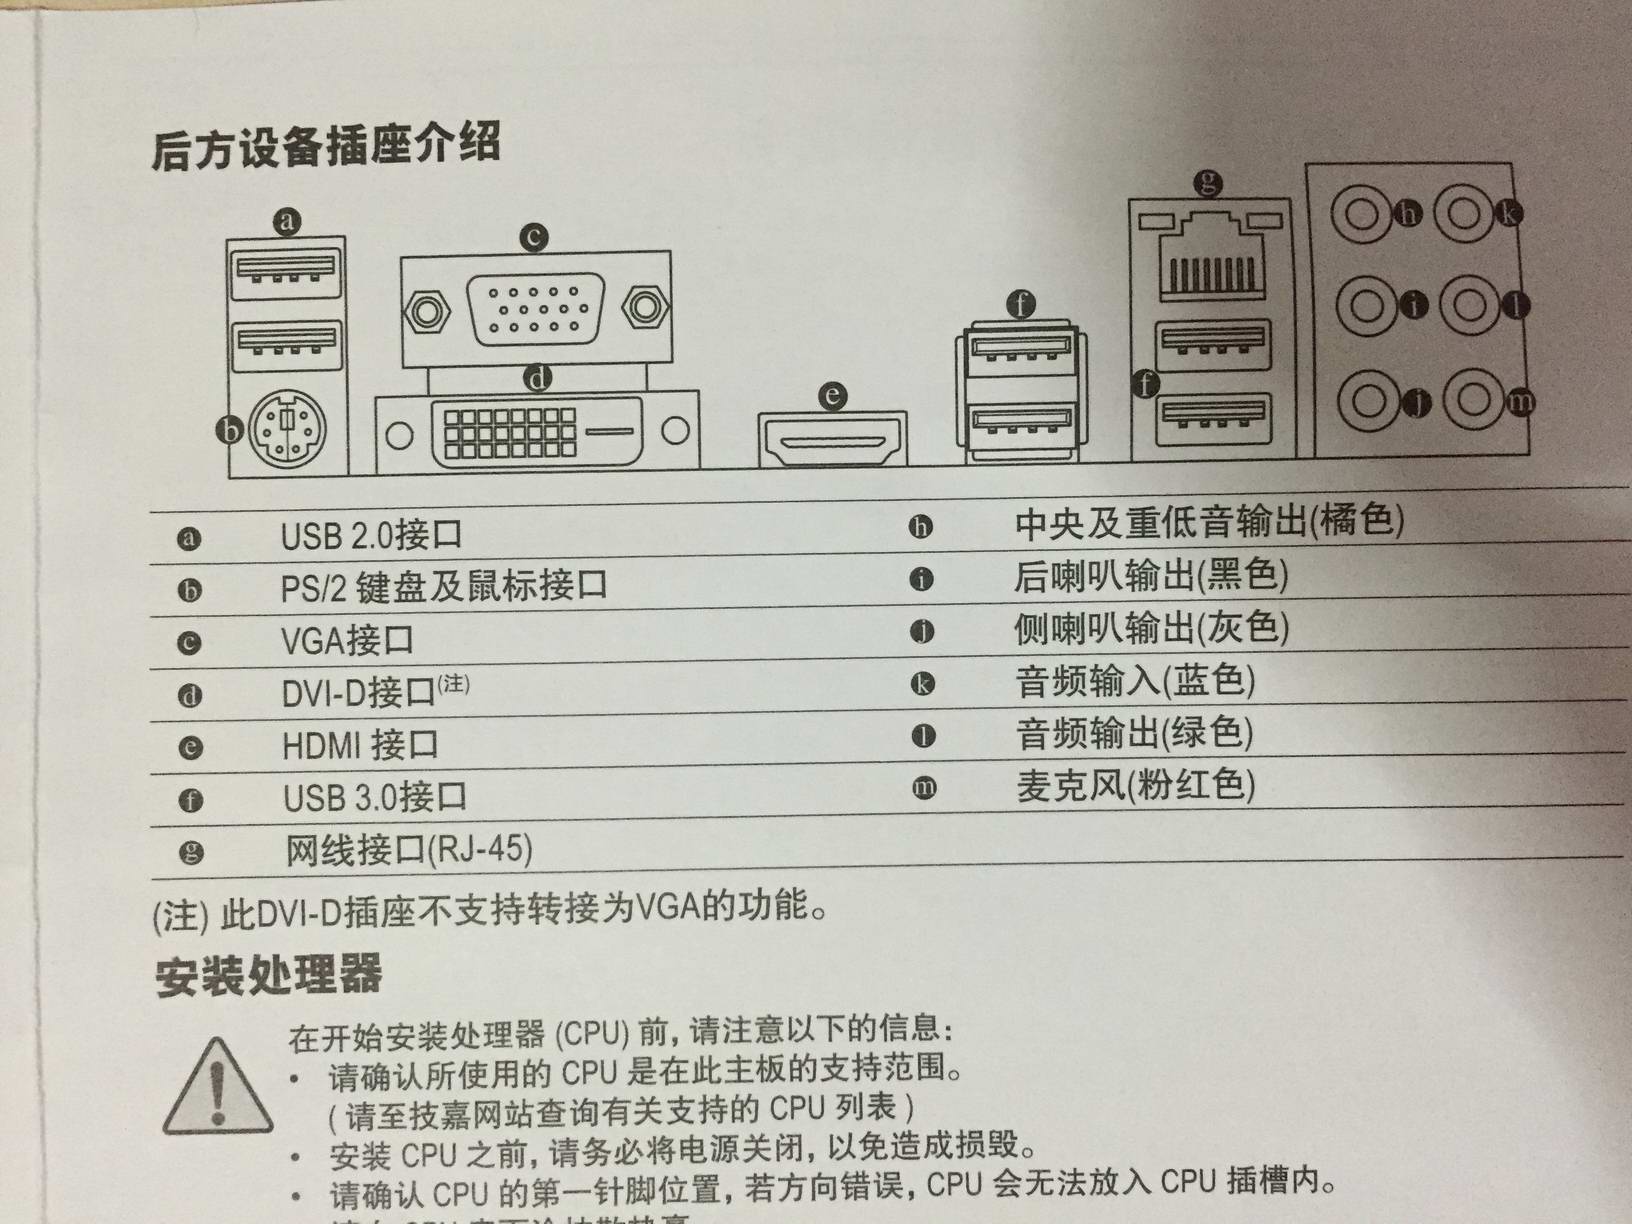 后方设备插座介绍
a
c
g
h k
i l
f
d
f
e
b
j m
a USB 2.0接口 h 中央及重低音输出(橘色)
b PS/2 键盘及鼠标接口 i 后喇叭输出(黑色)
c VGA接口 j 侧喇叭输出(灰色)
d DVI-D接口(注) k 音频输入(蓝色)
e HDMI 接口 l 音频输出(绿色)
f USB 3.0接口 m 麦克风(粉红色)
g 网线接口(RJ-45)
(注) 此DVI-D插座不支持转接为VGA的功能。
安装处理器
在开始安装处理器 (CPU) 前, 请注意以下的信息:
• 请确认所使用的 CPU 是在此主板的支持范围。
( 请至技嘉网站查询有关支持的 CPU 列表 )
• 安装 CPU 之前, 请务必将电源关闭, 以免造成损毁。
• 请确认 CPU 的第一针脚位置, 若方向错误, CPU 会无法放入 CPU 插槽内。